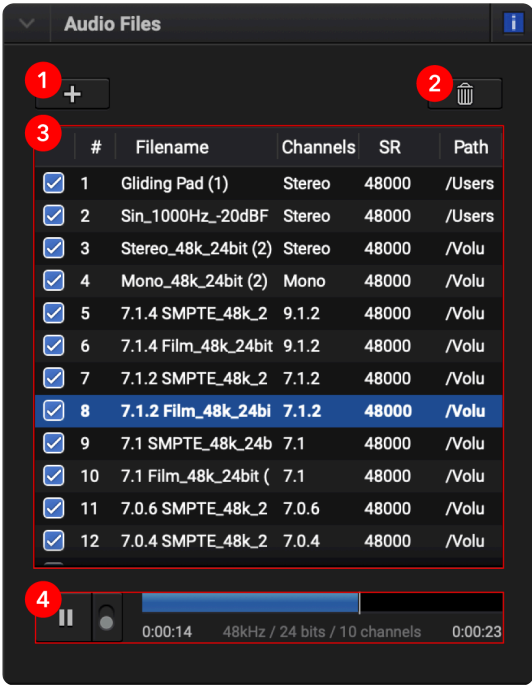 Audio Files
i
1
2
3
# Filename Channels SR Path
1 Gliding Pad (1) Stereo 48000 /Users
2 Sin_1000Hz_-20dBF Stereo 48000 /Users
3 Stereo_48k_24bit (2) Stereo 48000 /Volu
4 Mono_48k_24bit (2) Mono 48000 /Volu
5 7.1.4 SMPTE_48k_2 9.1.2 48000 /Volu
6 7.1.4 Film_48k_24bit 9.1.2 48000 /Volu
7 7.1.2 SMPTE_48k_2 7.1.2 48000 /Volu
8 7.1.2 Film_48k_24bi 7.1.2 48000 /Volu
9 7.1 SMPTE_48k_24b 7.1 48000 /Volu
10 7.1 Film_48k_24bit ( 7.1 48000 /Volu
11 7.0.6 SMPTE_48k_2 7.0.6 48000 /Volu
12 7.0.4 SMPTE_48k_2 7.0.4 48000 /Volu
4
0:00:14 48kHz / 24 bits / 10 channels 0:00:23